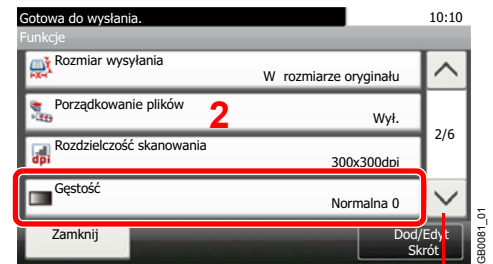 Gotowa do wysłania. 10:10
Funkcje
Rozmiar wysyłania
W rozmiarze oryginału
Porządkowanie plików
2
Wył.
2/6
Rozdzielczość skanowania
dpi
300x300dpi
Gęstość
Normalna 0
Zamknij
Dod/Edyt
Skrót
GB0081_01